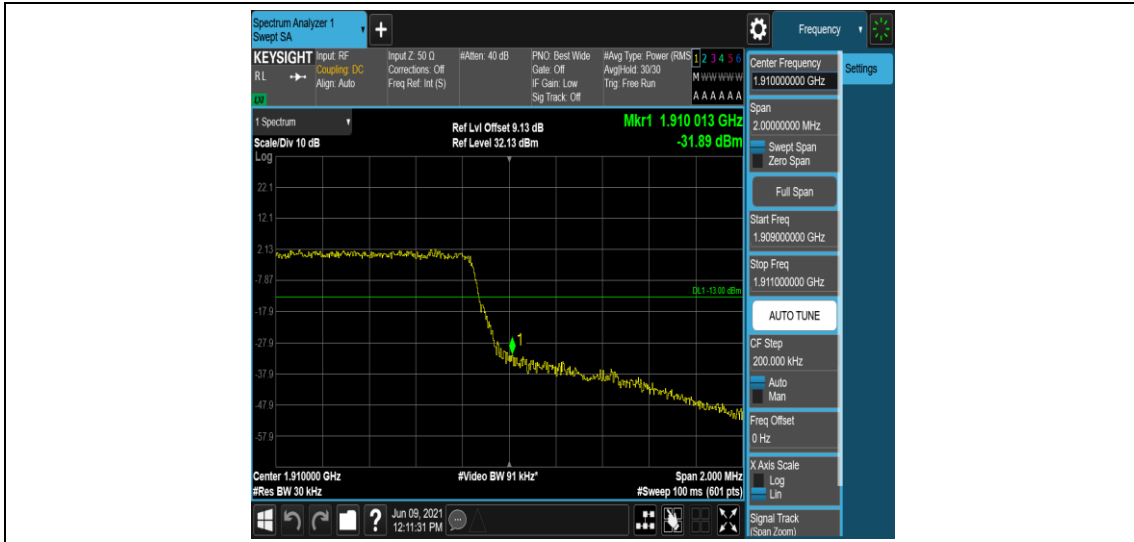 Spectrum Analyzer 1
Swept SA
+
Frequency
KEYSIGHT
RL
Input: RF
Coupling: DC
Align: Auto
Input Z: 50 Ω
Corrections: Off
Freq Ref: Int (S)
#Atten: 40 dB
PNO: Best Wide
Gate: Off
IF Gain: Low
Sig Track: Off
#Avg Type: Power (RMS
Avg|Hold: 30/30
Trig: Free Run
1 2 3 4 5 6
M W W W W W
A A A A A A
1 Spectrum
Scale/Div 10 dB
Ref Lvl Offset 9.13 dB
Ref Level 32.13 dBm
Mkr1 1.910 013 GHz
-31.89 dBm
Log
22.1
12.1
2.13
-7.87
-17.9
-27.9
-37.9
-47.9
-57.9
DL1 -13.00 dBm
1
Center 1.910000 GHz
#Res BW 30 kHz
#Video BW 91 kHz*
Span 2.000 MHz
#Sweep 100 ms (601 pts)
Center Frequency
1.910000000 GHz
Settings
Span
2.00000000 MHz
Swept Span
Zero Span
Full Span
Start Freq
1.909000000 GHz
Stop Freq
1.911000000 GHz
AUTO TUNE
CF Step
200.000 kHz
Auto
Man
Freq Offset
0 Hz
X Axis Scale
Log
Lin
Signal Track
(Span Zoom)
?
Jun 09, 2021
12:11:31 PM